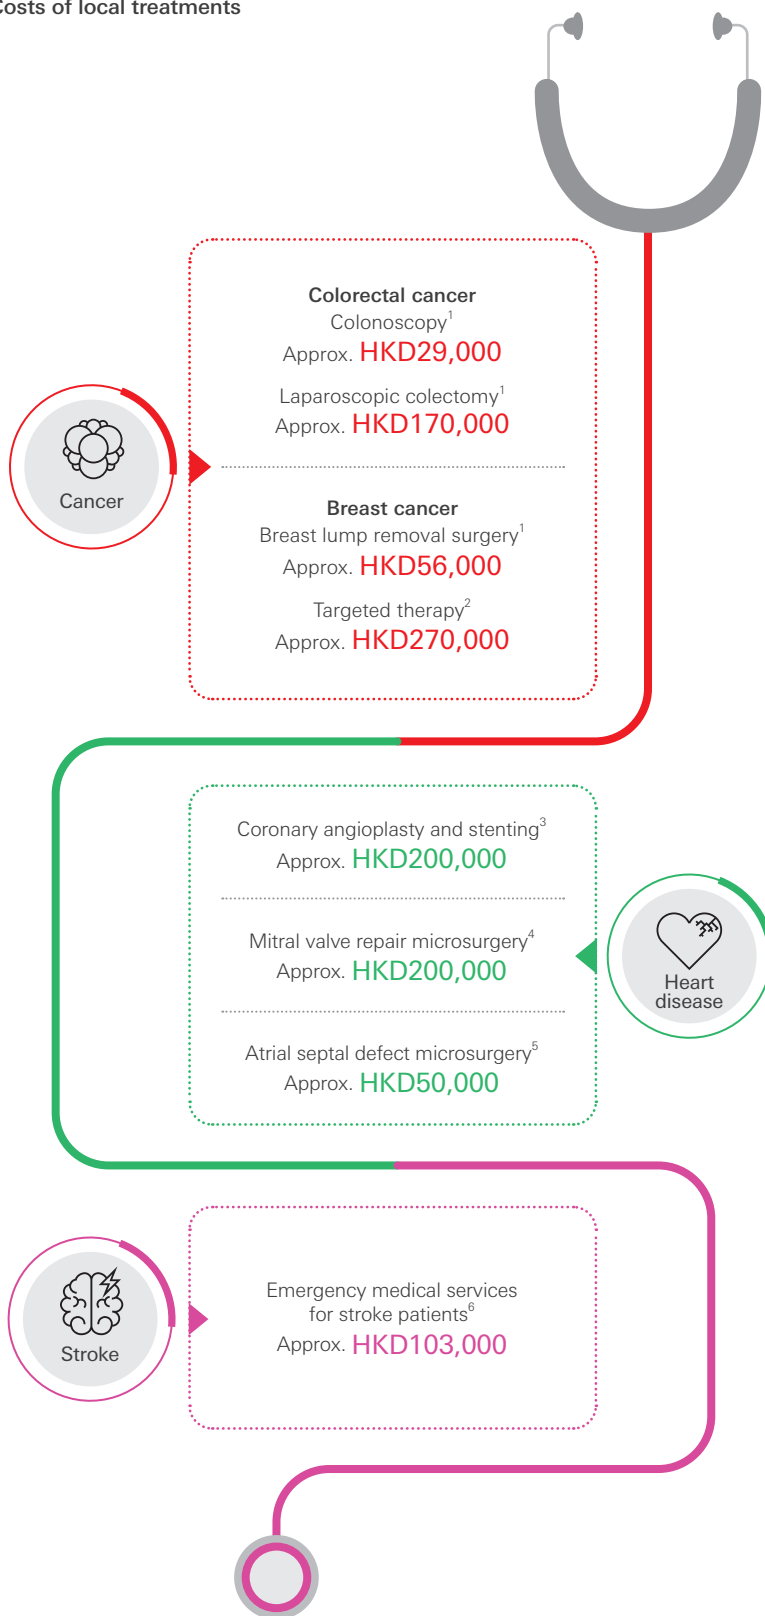 Costs of local treatments
Colorectal cancer
Colonoscopy1
Approx. HKD29,000
Laparoscopic colectomy1
Approx. HKD170,000
Cancer
Breast cancer
Breast lump removal surgery1
Approx. HKD56,000
Targeted therapy2
Approx. HKD270,000
Coronary angioplasty and stenting3
Approx. HKD200,000
Mitral valve repair microsurgery4
Approx. HKD200,000
Heart
disease
Atrial septal defect microsurgery5
Approx. HKD50,000
Emergency medical services
for stroke patients6
Approx. HKD103,000
Stroke